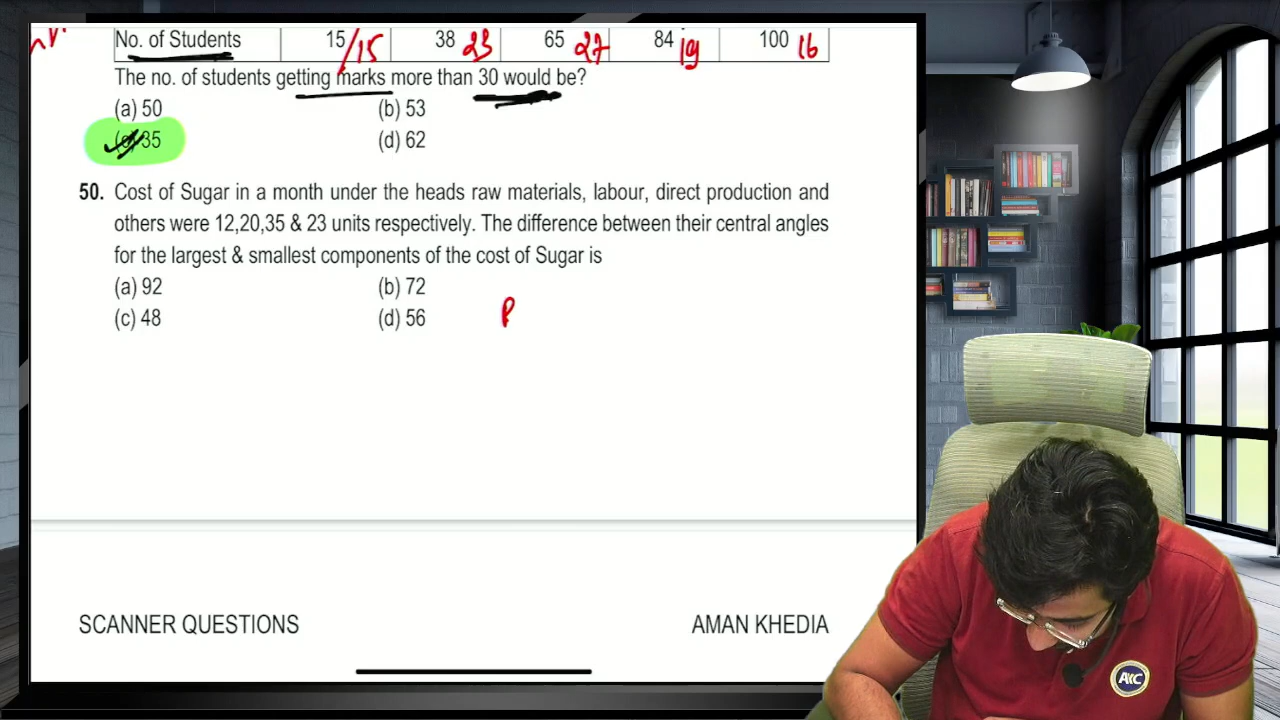 No. of Students 15 /15 38 23 65 27 84 19 100 16
The no. of students getting marks more than 30 would be?
(a) 50 (b) 53
(c) 35 (d) 62
50. Cost of Sugar in a month under the heads raw materials, labour, direct production and
others were 12,20,35 & 23 units respectively. The difference between their central angles
for the largest & smallest components of the cost of Sugar is
(a) 92 (b) 72
(c) 48 (d) 56
SCANNER QUESTIONS AMAN KHEDIA